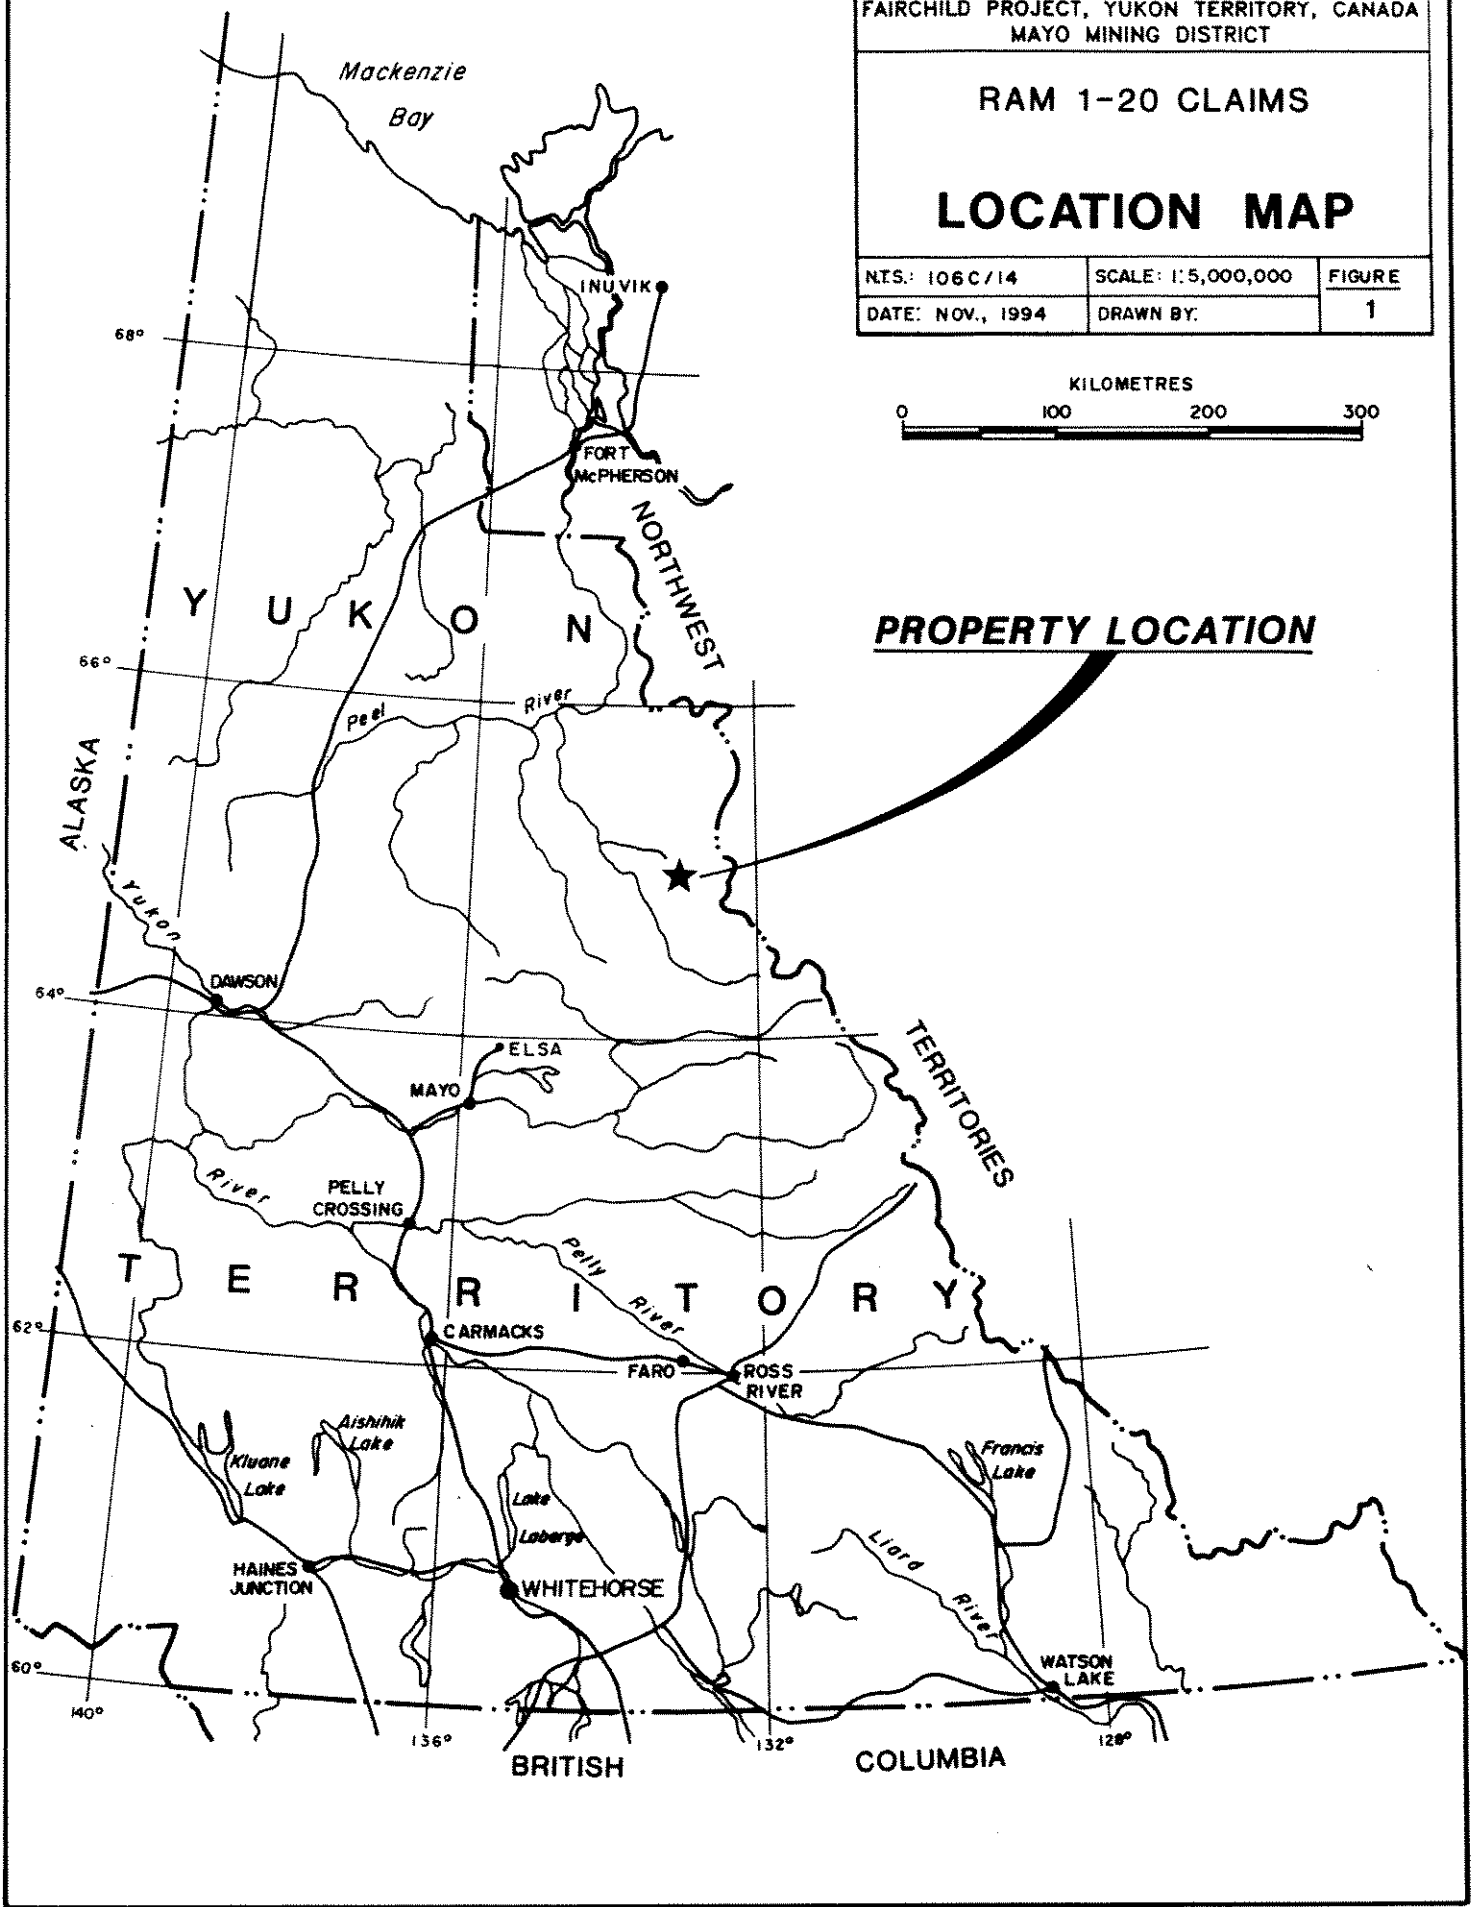 FAIRCHILD PROJECT, YUKON TERRITORY, CANADA
MAYO MINING DISTRICT
RAM 1-20 CLAIMS
LOCATION MAP
N.T.S.: 106C/14
SCALE: 1:5,000,000
FIGURE
1
DATE: NOV., 1994
DRAWN BY:
KILOMETRES
0 100 200 300
Mackenzie
Bay
INUVIK
68°
FORT
McPHERSON
NORTHWEST
YUKON
PROPERTY LOCATION
66°
Peel
River
ALASKA
Yukon
DAWSON
64°
ELSA
MAYO
TERRITORIES
River
PELLY
CROSSING
Pelly
River
TERRITORY
62°
CARMACKS
FARO
ROSS
RIVER
Aishihik
Lake
Kluane
Lake
Francis
Lake
Lake
Laberge
Liard
River
HAINES
JUNCTION
WHITEHORSE
WATSON
LAKE
60°
140°
136°
132°
128°
BRITISH
COLUMBIA